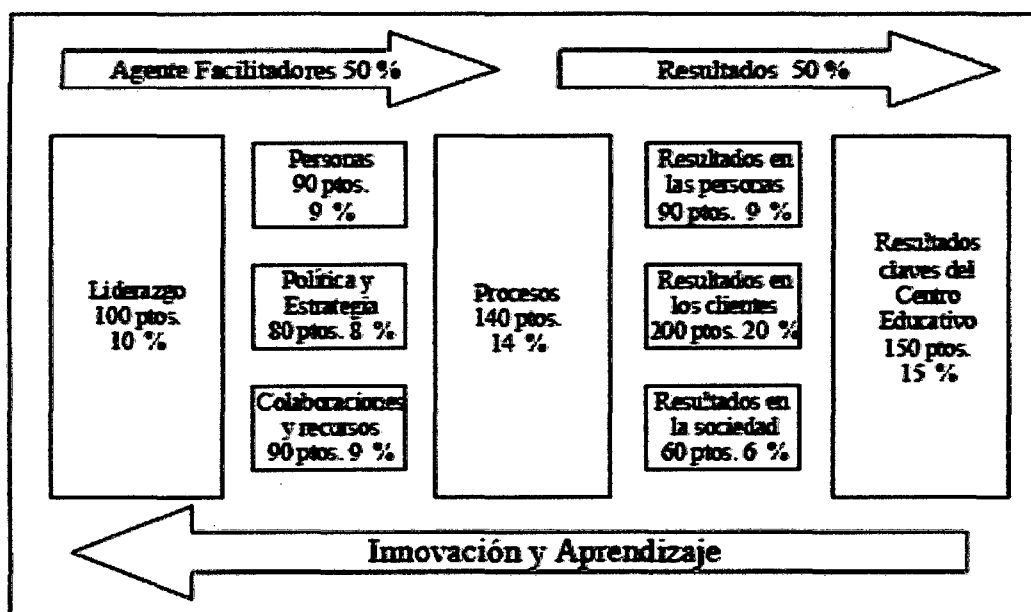 Agente Facilitadores 50 %
Resultados 50 %
Liderazgo
100 ptos.
10 %
Personas
90 ptos.
9 %
Política y
Estrategia
80 ptos. 8 %
Colaboraciones
y recursos
90 ptos. 9 %
Procesos
140 ptos.
14 %
Resultados en
las personas
90 ptos. 9 %
Resultados en
los clientes
200 ptos. 20 %
Resultados en
la sociedad
60 ptos. 6 %
Resultados
claves del
Centro
Educativo
150 ptos.
15 %
Innovación y Aprendizaje